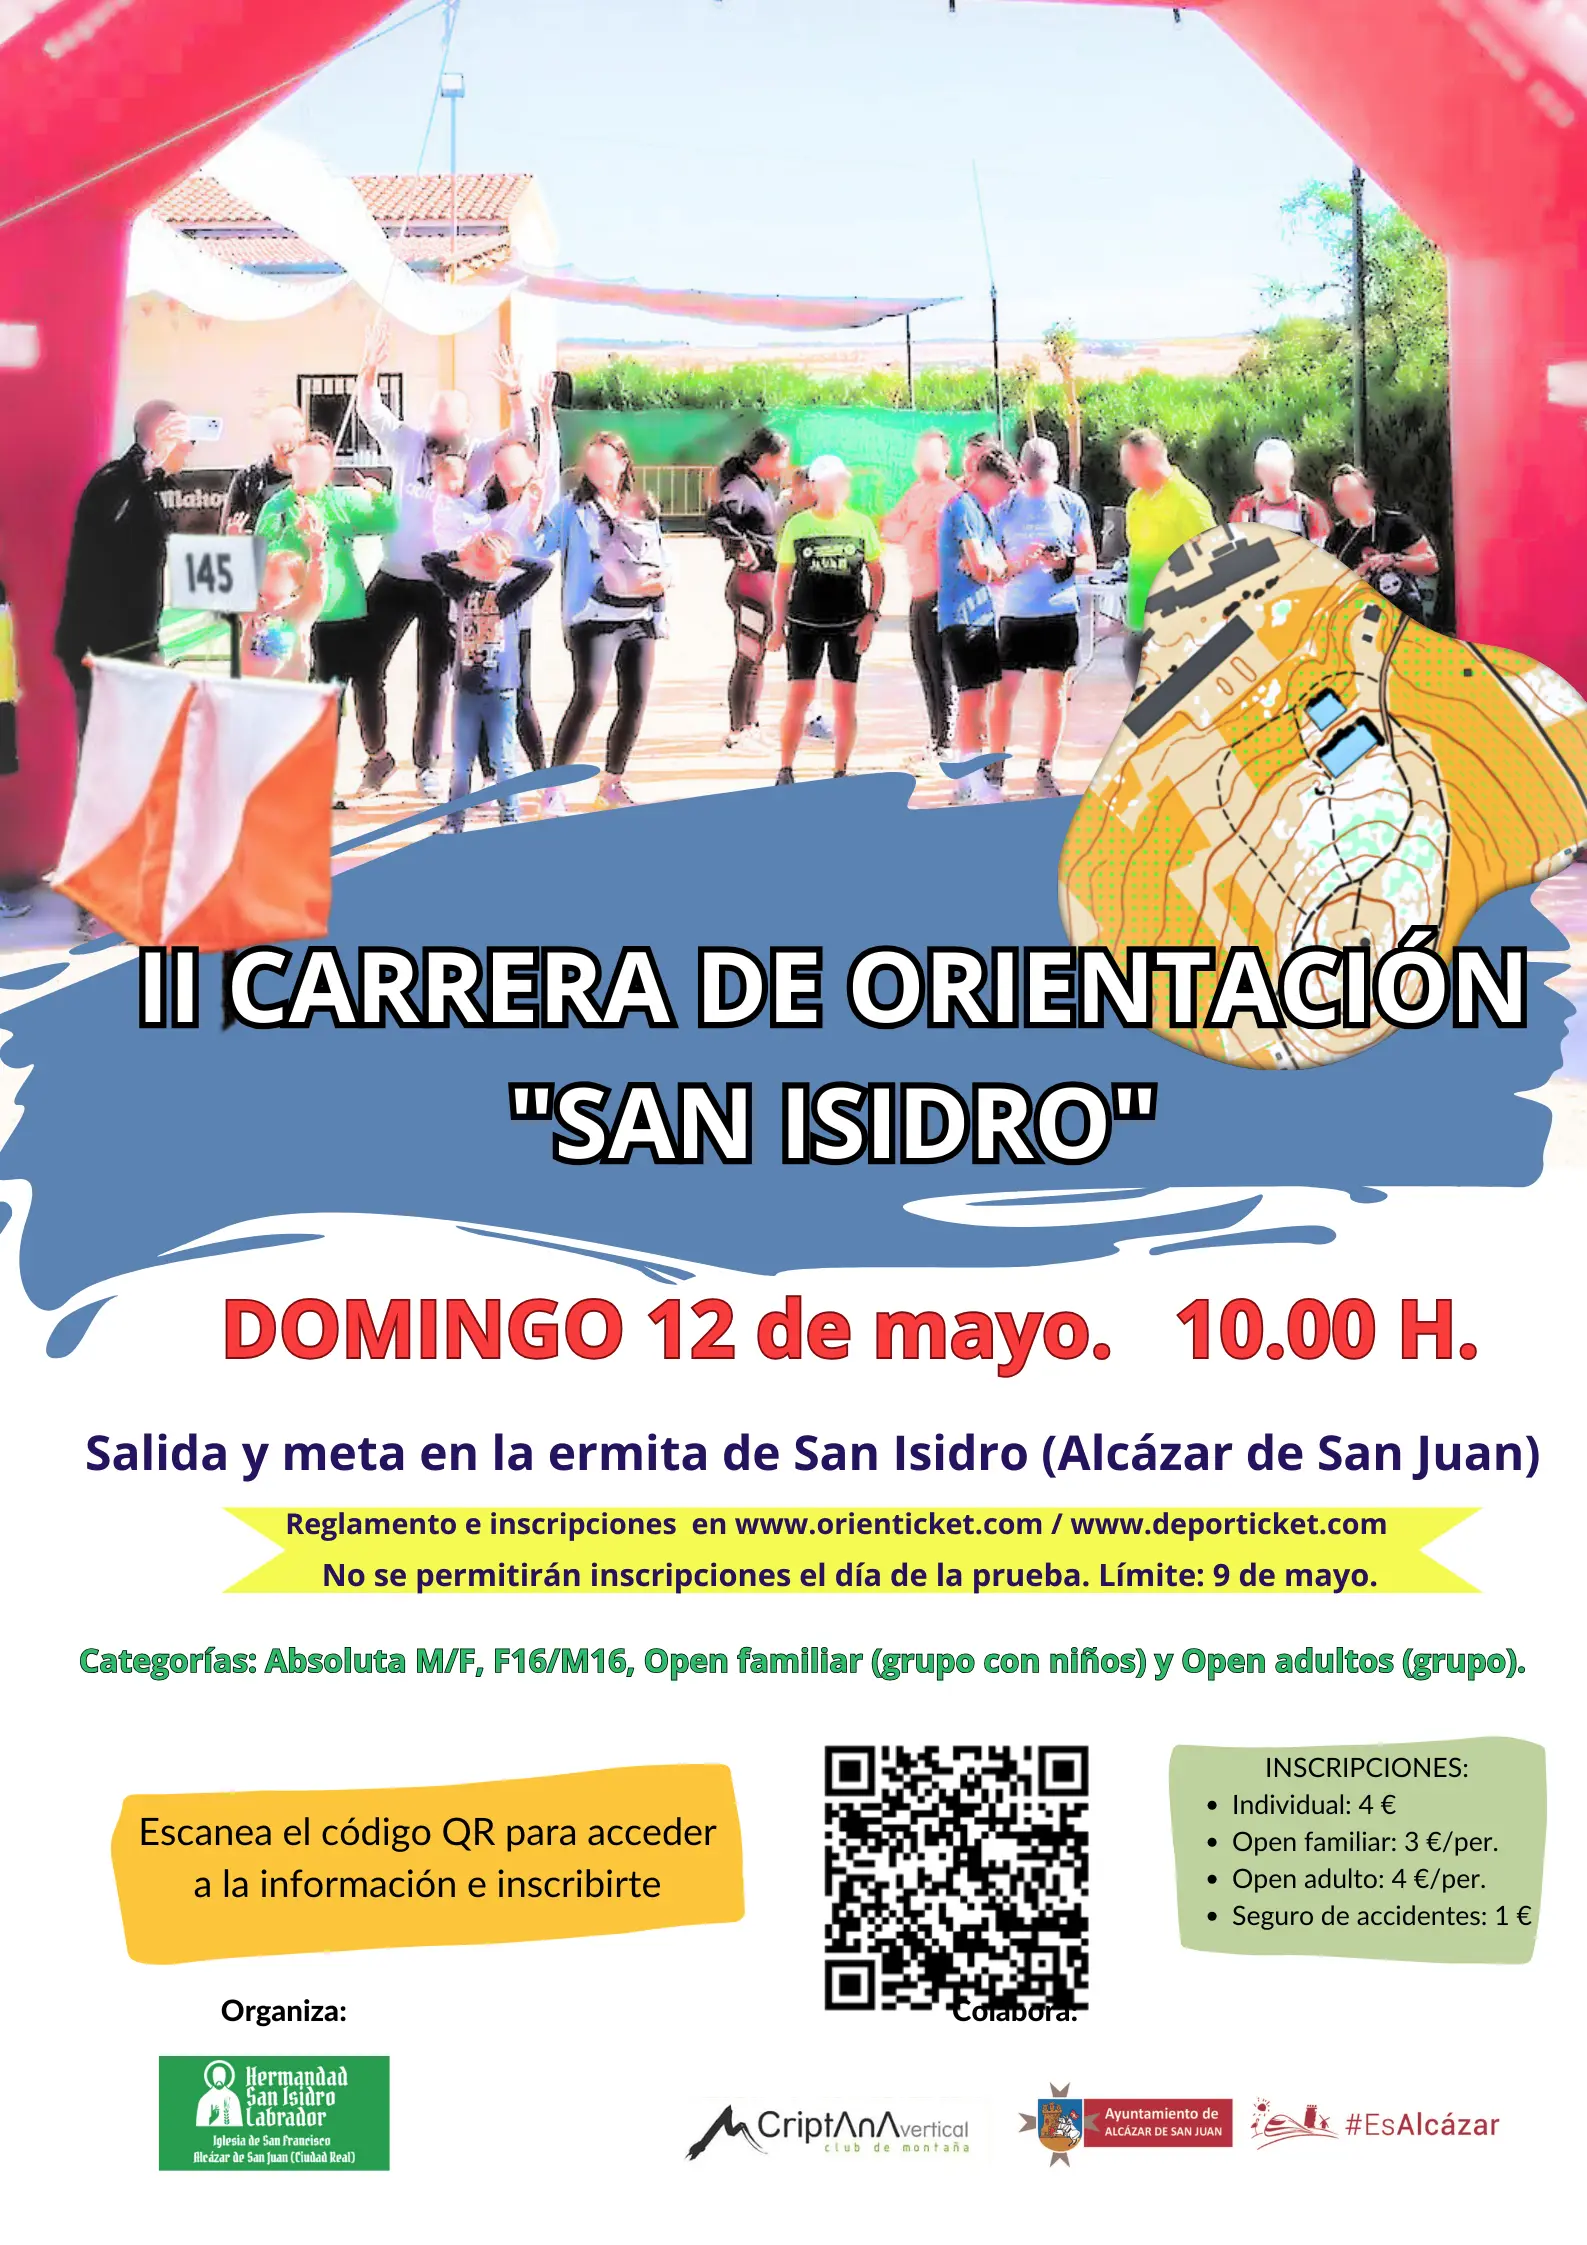 Mahou
145
II CARRERA DE ORIENTACIÓN
"SAN ISIDRO"
DOMINGO 12 de mayo. 10.00 H.
Salida y meta en la ermita de San Isidro (Alcázar de San Juan)
Reglamento e inscripciones en www.orienticket.com / www.deporticket.com
No se permitirán inscripciones el día de la prueba. Límite: 9 de mayo.
Categorías: Absoluta M/F, F16/M16, Open familiar (grupo con niños) y Open adultos (grupo).
Escanea el código QR para acceder
a la información e inscribirte
INSCRIPCIONES:
• Individual: 4 €
• Open familiar: 3 €/per.
• Open adulto: 4 €/per.
• Seguro de accidentes: 1 €
Organiza:
Colabora:
Hermandad
San Isidro
Labrador
Iglesia de San Francisco
Alcázar de San Juan (Ciudad Real)
CriptAnA vertical
club de montaña
Ayuntamiento de
ALCÁZAR DE SAN JUAN
#EsAlcázar